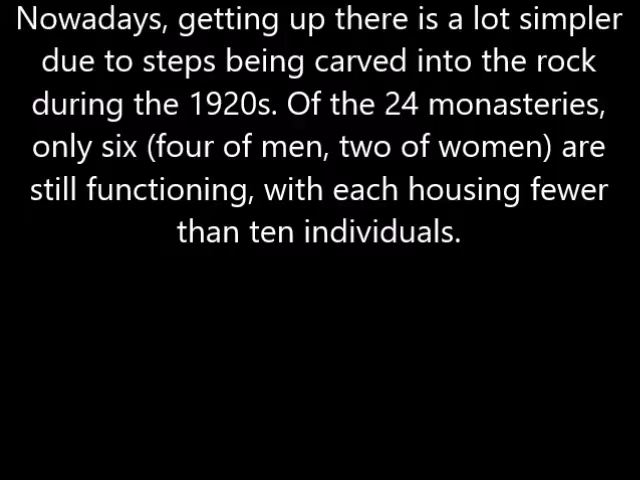 Nowadays, getting up there is a lot simpler
due to steps being carved into the rock
during the 1920s. Of the 24 monasteries,
only six (four of men, two of women) are
still functioning, with each housing fewer
than ten individuals.